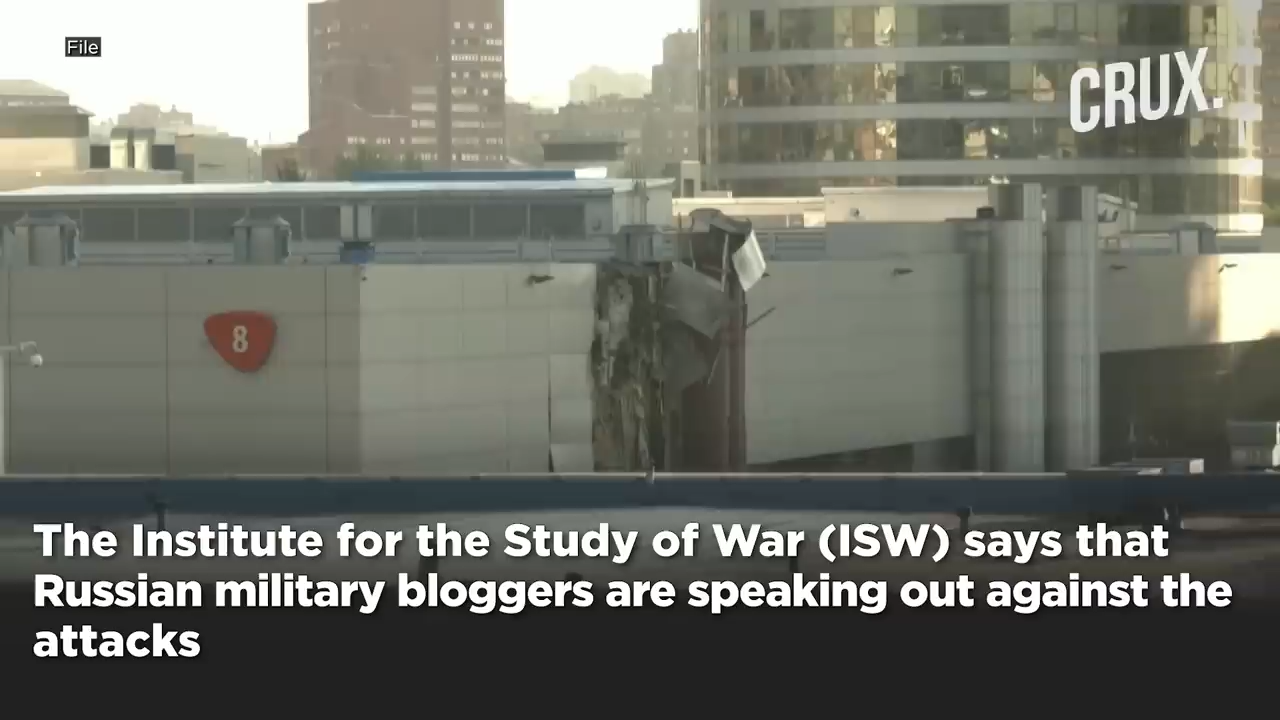 File
CRUX.
8
The Institute for the Study of War (ISW) says that
Russian military bloggers are speaking out against the
attacks